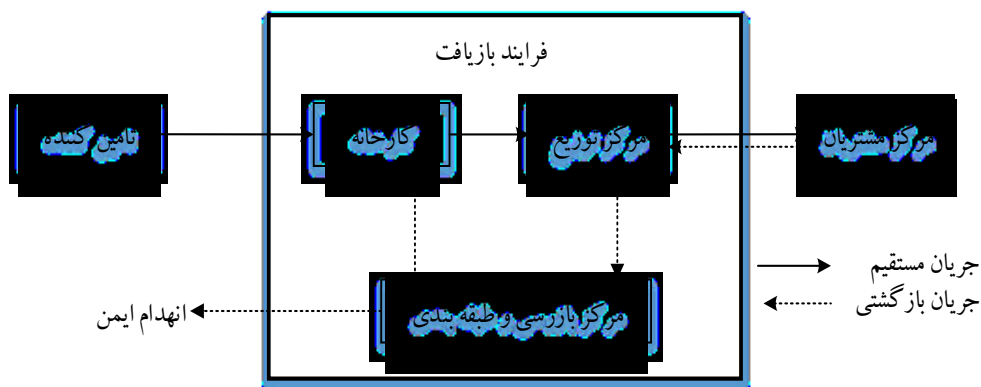 فرایند بازیافت
تامین کننده
کارخانه
مرکز توزیع
مرکز مشتریان
جریان مستقیم
جریان بازگشتی
مرکز بازرسی و طبقه بندی
انهدام ایمن